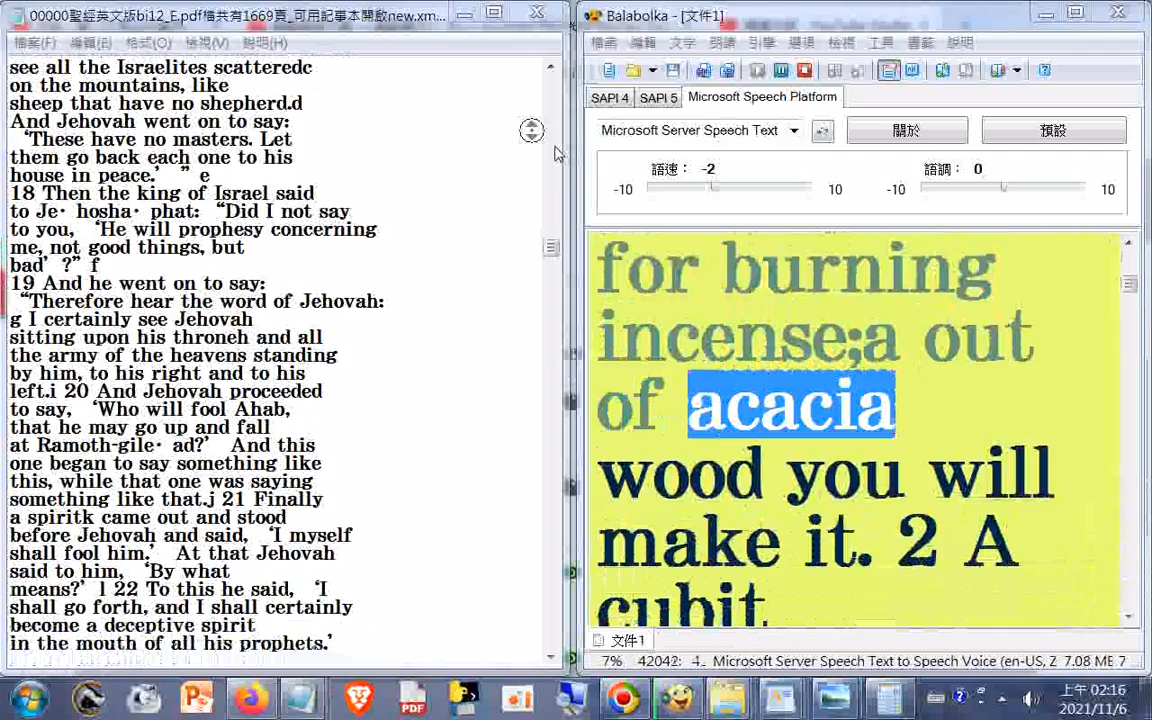 00000聖經英文版bi12_E.pdf檔共有1669頁_可用記事本開啟new.xm...
檔案(F) 編輯(E) 格式(O) 檢視(V) 說明(H)
see all the Israelites scatteredc
on the mountains, like
sheep that have no shepherd.d
And Jehovah went on to say:
‘These have no masters. Let
them go back each one to his
house in peace.’ ” e
18 Then the king of Israel said
to Je· hosha· phat: “Did I not say
to you, ‘He will prophesy concerning
me, not good things, but
bad’ ?” f
19 And he went on to say:
“Therefore hear the word of Jehovah:
g I certainly see Jehovah
sitting upon his throneh and all
the army of the heavens standing
by him, to his right and to his
left.i 20 And Jehovah proceeded
to say, ‘Who will fool Ahab,
that he may go up and fall
at Ramoth-gile· ad?’ And this
one began to say something like
this, while that one was saying
something like that.j 21 Finally
a spiritk came out and stood
before Jehovah and said, ‘I myself
shall fool him.’ At that Jehovah
said to him, ‘By what
means?’ l 22 To this he said, ‘I
shall go forth, and I shall certainly
become a deceptive spirit
in the mouth of all his prophets.’
Balabolka - [文件1]
檔案 編輯 文字 朗讀 引擎 選項 檢視 工具 書籤 說明
SAPI 4 SAPI 5 Microsoft Speech Platform
Microsoft Server Speech Text 關於 預設
語速： -2 語調： 0
-10 10 -10 10
for burning
incense;a out
of acacia
wood you will
make it. 2 A
cubit
文件1
7% 42042: 4.. Microsoft Server Speech Text to Speech Voice (en-US, Z 7.08 ME 7
PDF
上午 02:16
2021/11/6